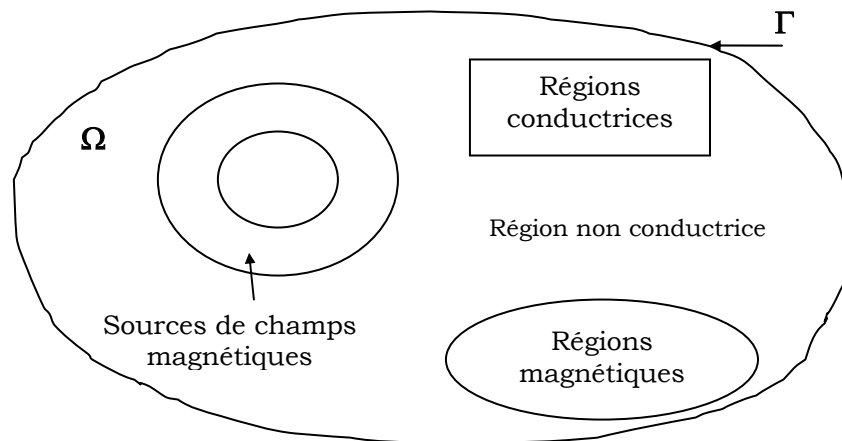 Γ
Régions
conductrices
Ω
Région non conductrice
Sources de champs
magnétiques
Régions
magnétiques